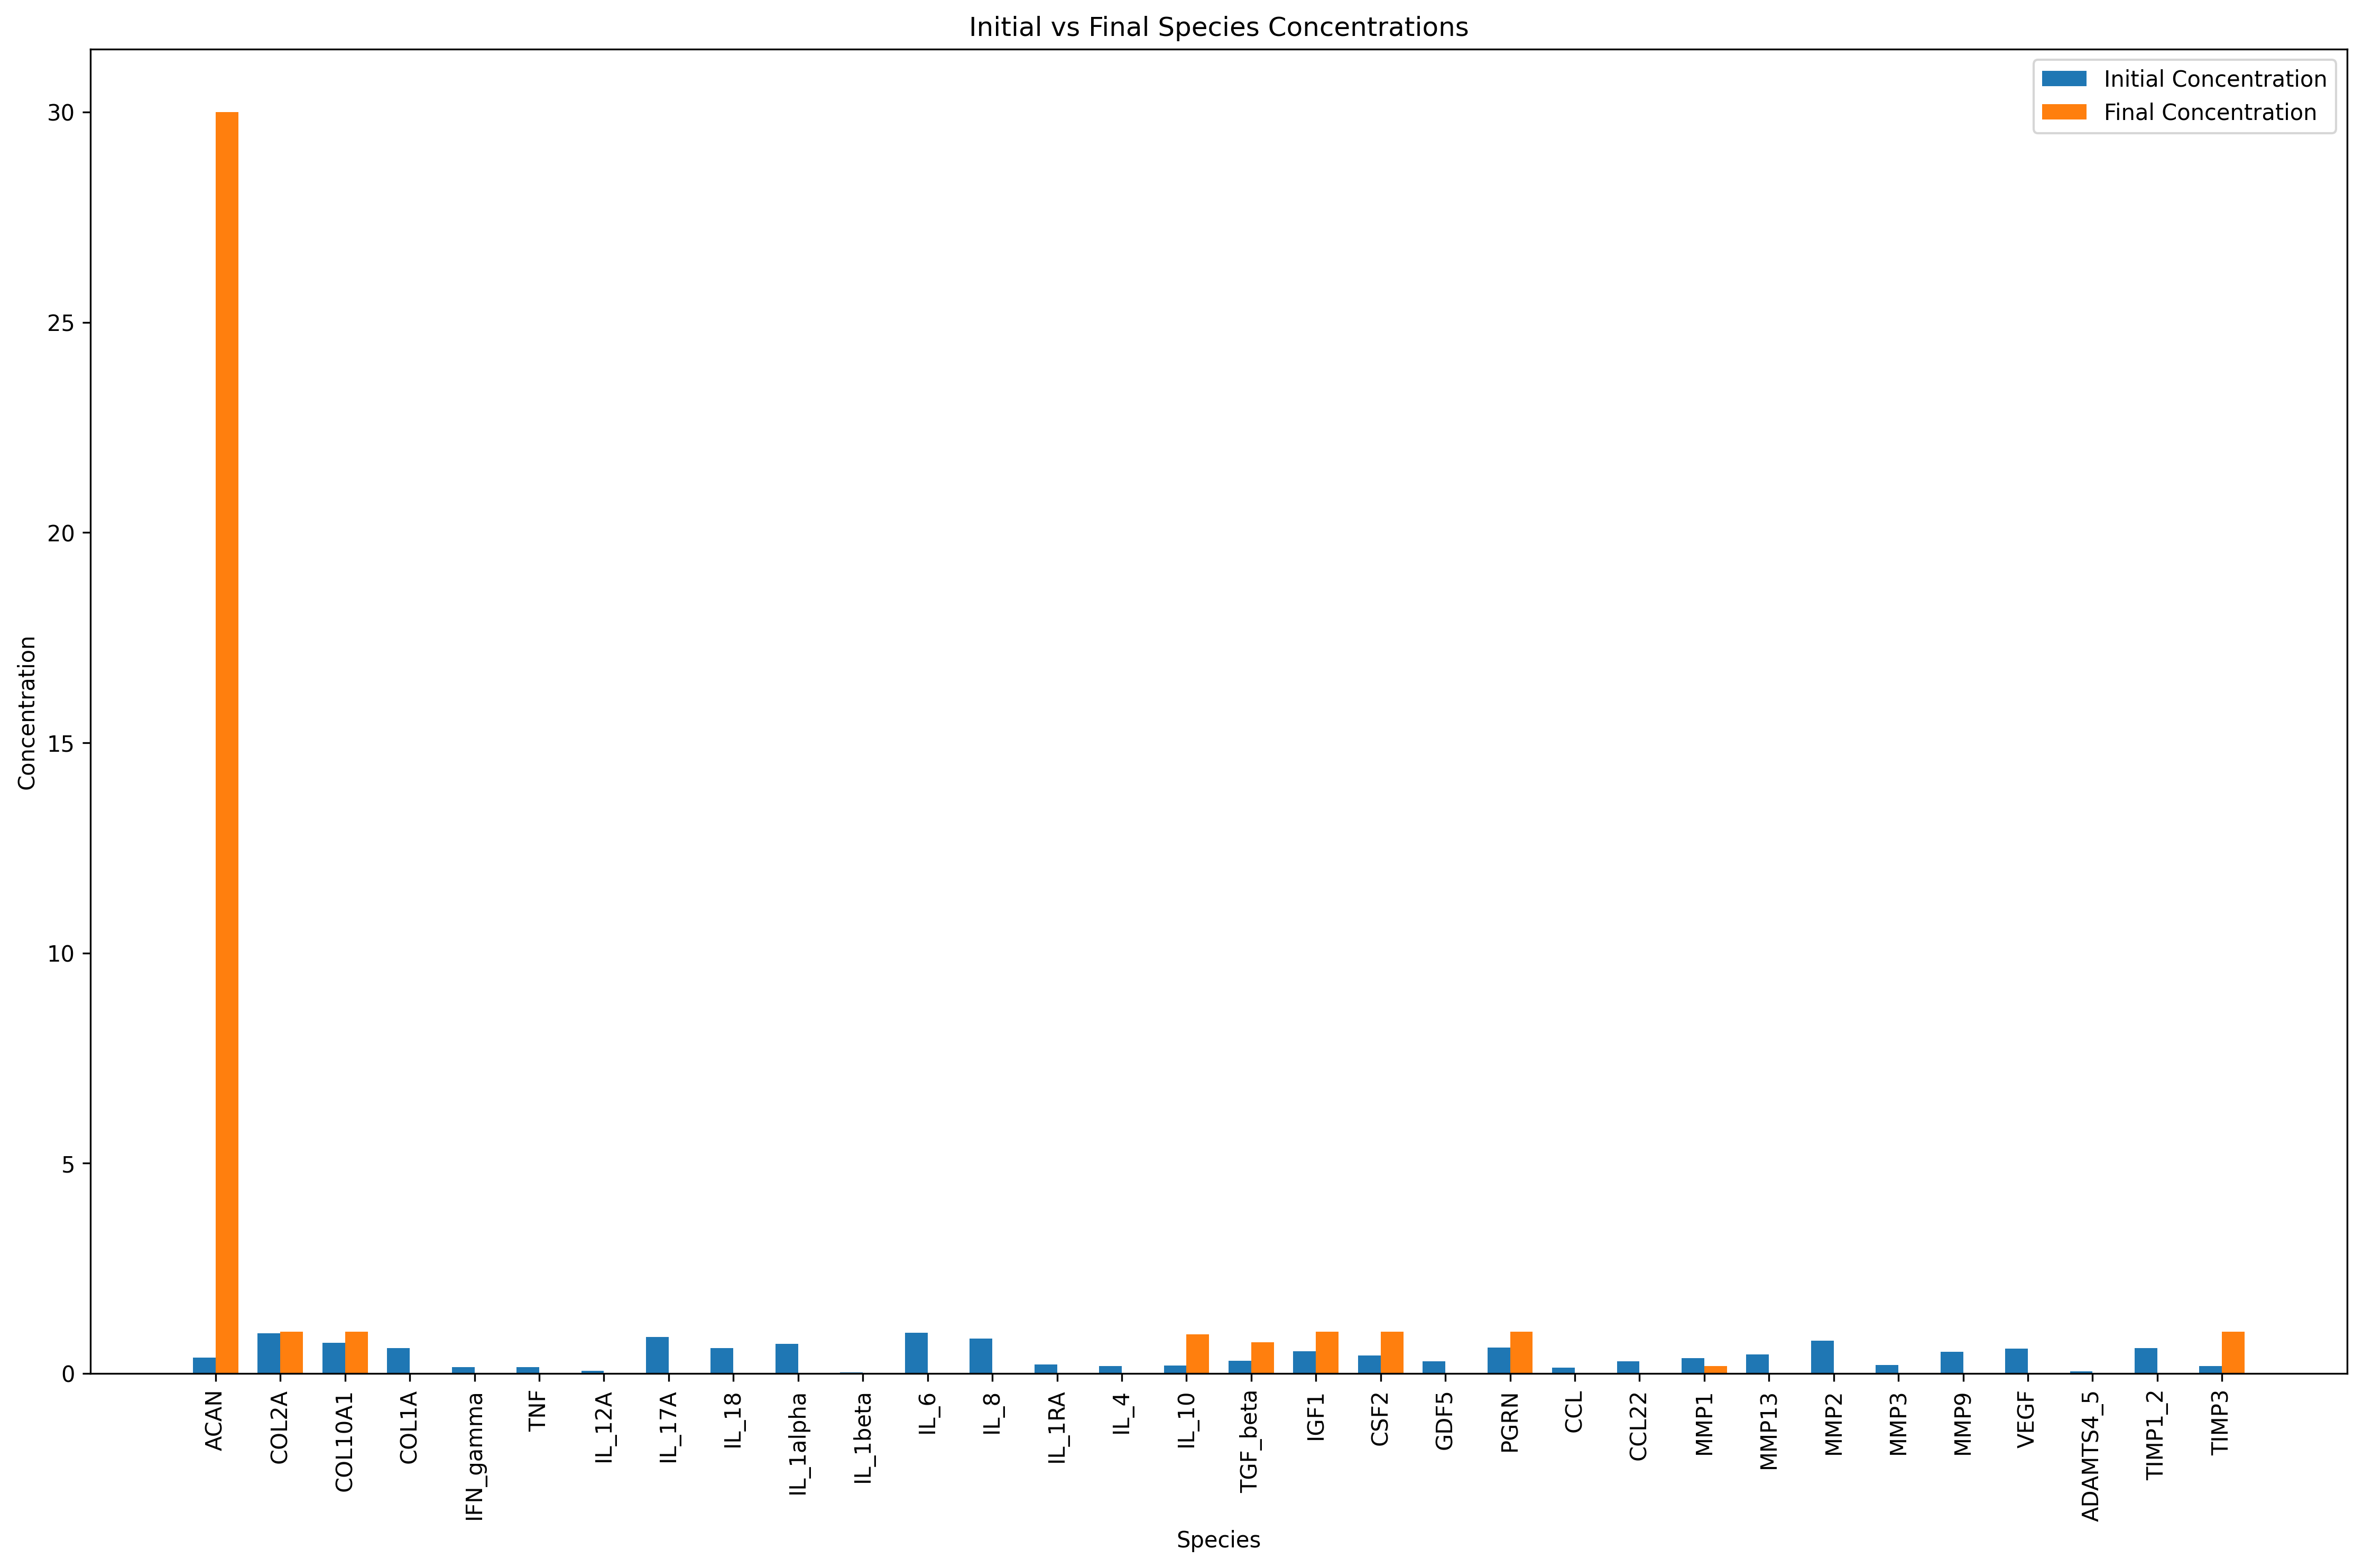 Initial vs Final Species Concentrations
Initial Concentration
Final Concentration
Concentration
30
25
20
15
10
5
0
ACAN
COL2A
COL10A1
COL1A
IFN_gamma
TNF
IL_12A
IL_17A
IL_18
IL_1alpha
IL_1beta
IL_6
IL_8
IL_1RA
IL_4
IL_10
TGF_beta
IGF1
CSF2
GDF5
PGRN
CCL
CCL22
MMP1
MMP13
MMP2
MMP3
MMP9
VEGF
ADAMTS4_5
TIMP1_2
TIMP3
Species